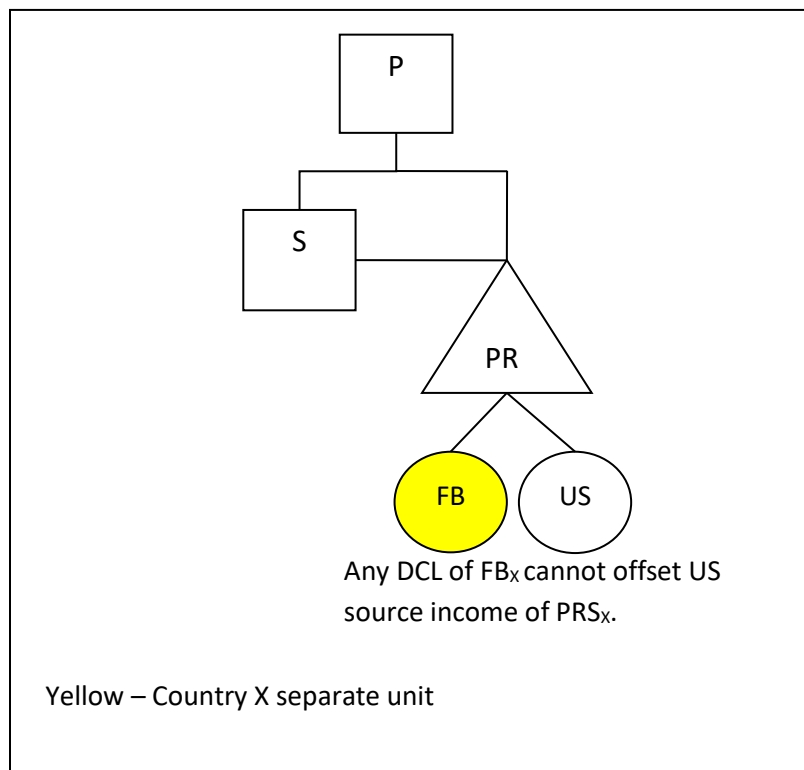 P
S
PR
FB
US
Any DCL of FBₓ cannot offset US
source income of PRSₓ.
Yellow – Country X separate unit